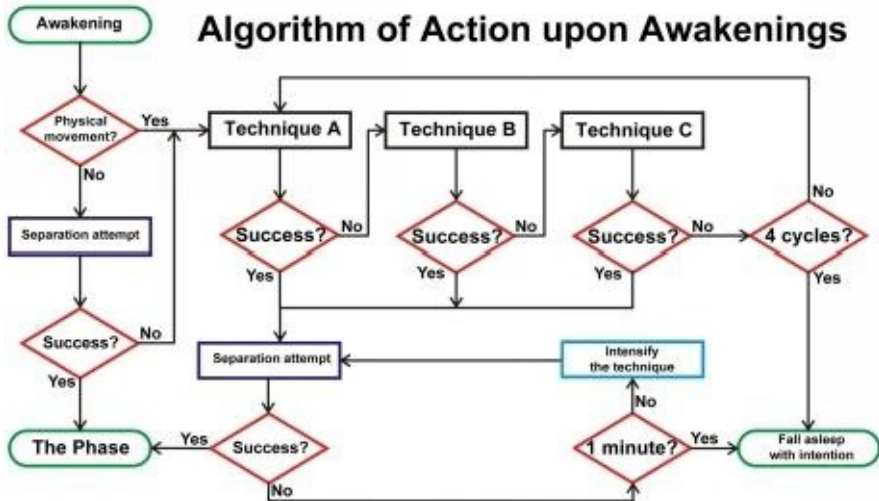 Algorithm of Action upon Awakenings
Awakening
Physical
movement?
Yes
No
Separation attempt
Success?
No
Yes
The Phase
Technique A
Technique B
Technique C
Success?
No
Yes
Success?
No
Yes
Success?
No
Yes
4 cycles?
No
Yes
Separation attempt
Intensify
the technique
Success?
Yes
No
1 minute?
No
Yes
Fall asleep
with intention